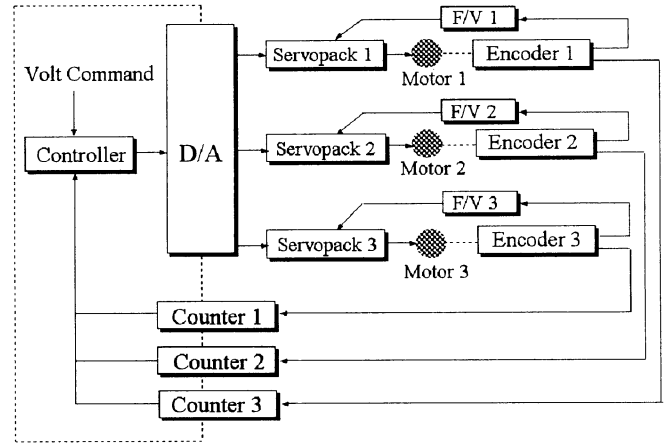 F/V 1
Servopack 1
Encoder 1
Motor 1
Volt Command
F/V 2
Controller
D/A
Servopack 2
Encoder 2
Motor 2
F/V 3
Servopack 3
Encoder 3
Motor 3
Counter 1
Counter 2
Counter 3